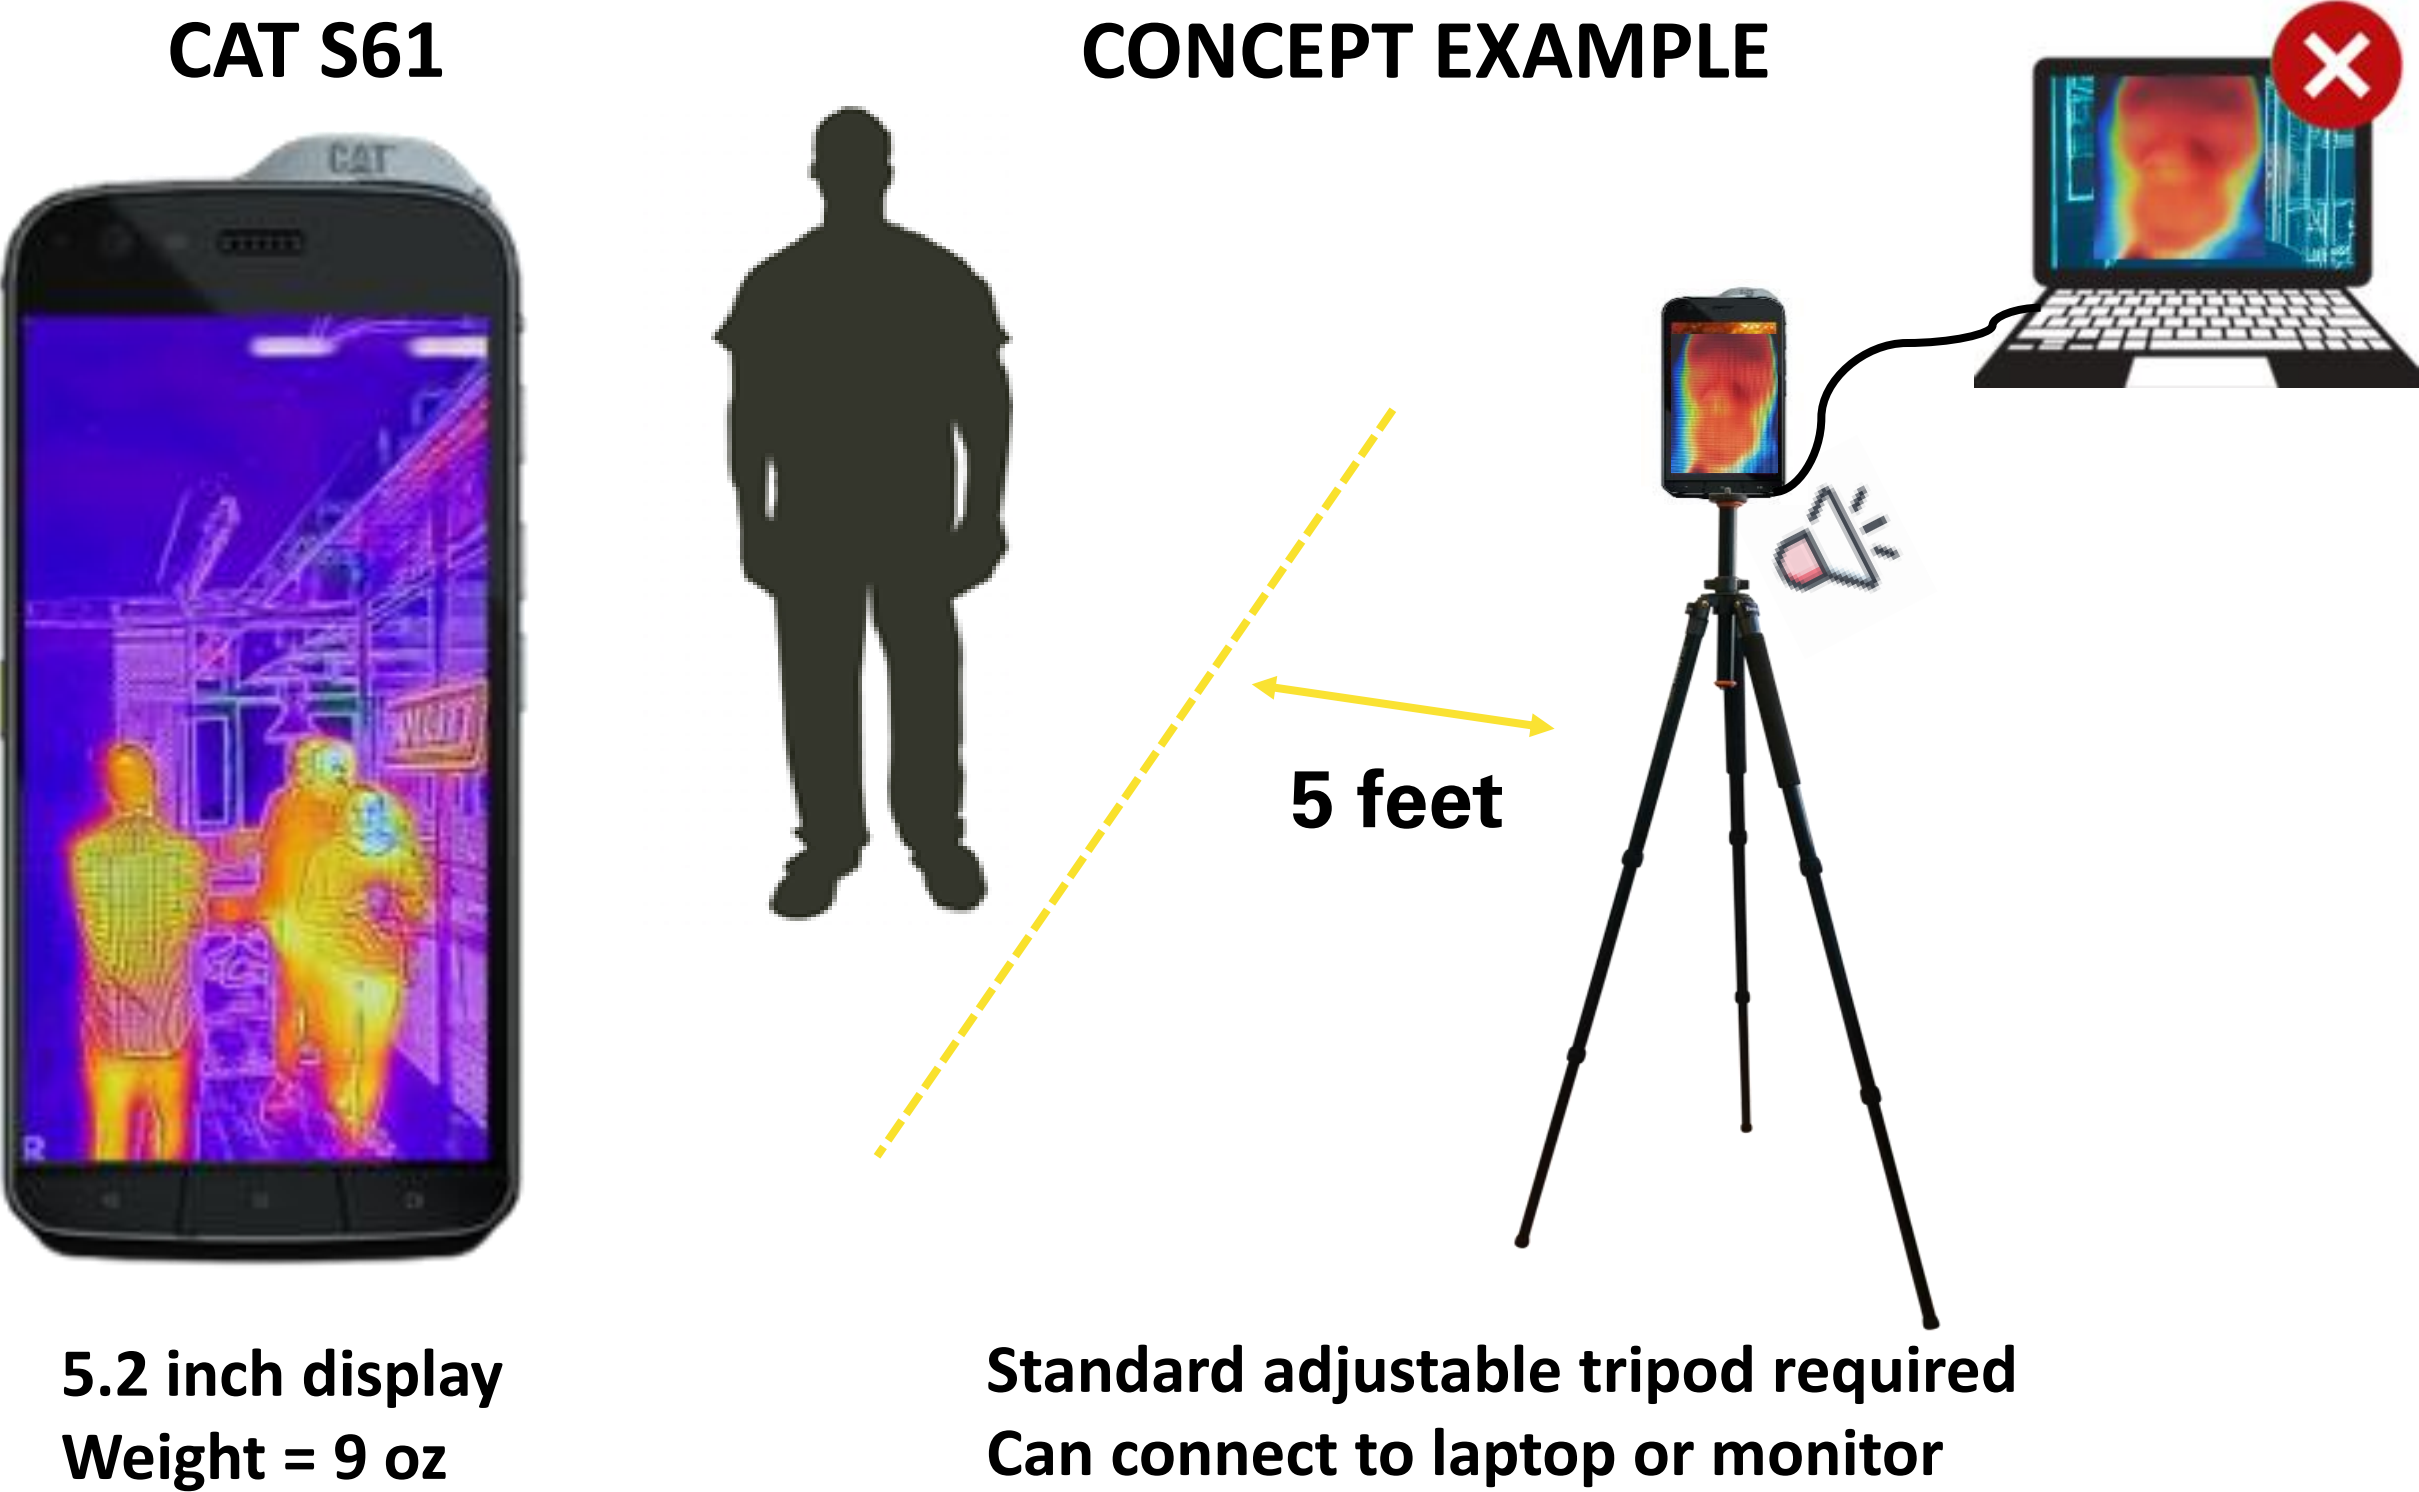 CAT S61
CONCEPT EXAMPLE
CAT
5 feet
R
5.2 inch display
Weight = 9 oz
Standard adjustable tripod required
Can connect to laptop or monitor